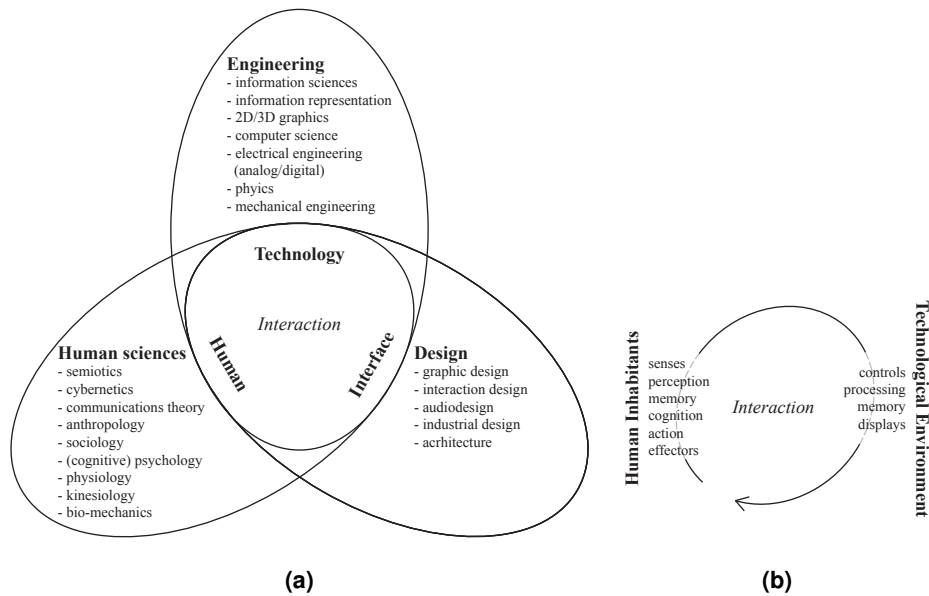 Engineering
- information sciences
- information representation
- 2D/3D graphics
- computer science
- electrical engineering
(analog/digital)
- phyics
- mechanical engineering
Technology
Interaction
Human
Interface
Human sciences
- semiotics
- cybernetics
- communications theory
- anthropology
- sociology
- (cognitive) psychology
- physiology
- kinesiology
- bio-mechanics
Design
- graphic design
- interaction design
- audiodesign
- industrial design
- acrhitecture
(a)
Human Inhabitants
senses
perception
memory
cognition
action
effectors
Interaction
controls
processing
memory
displays
Technological Environment
(b)